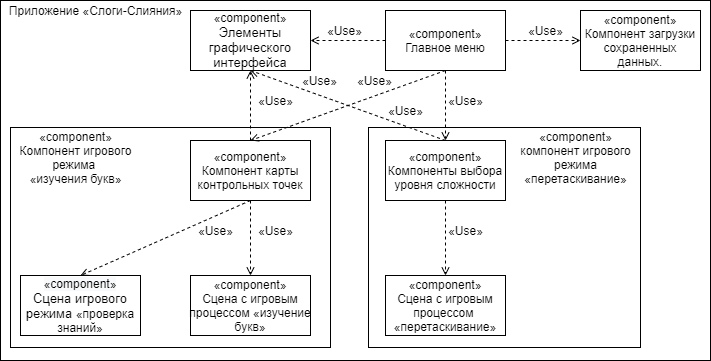 Приложение «Слоги-Слияния»
«component»
Элементы
графического
интерфейса
«Use»
«component»
Главное меню
«Use»
«component»
Компонент загрузки
сохраненных
данных.
«Use»
«Use»
«Use»
«Use»
«component»
Компонент игрового
режима
«изучения букв»
«component»
Компонент карты
контрольных точек
«component»
Компоненты выбора
уровня сложности
«component»
компонент игрового
режима
«перетаскивание»
«Use»
«Use»
«Use»
«component»
Сцена игрового
режима «проверка
знаний»
«component»
Сцена с игровым
процессом «изучение
букв»
«component»
Сцена с игровым
процессом
«перетаскивание»